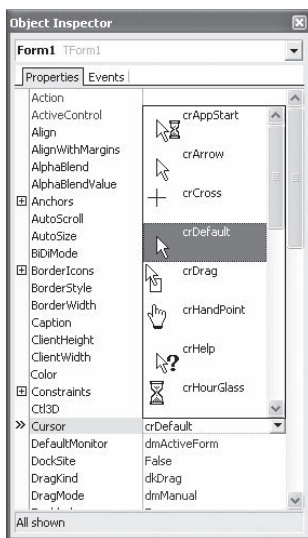 Object Inspector
Form1 TForm1
Properties Events
Action
ActiveControl
Align
AlignWithMargins
AlphaBlend
AlphaBlendValue
Anchors
AutoScroll
AutoSize
BiDiMode
BorderIcons
BorderStyle
BorderWidth
Caption
ClientHeight
ClientWidth
Color
Constraints
Ctl3D
crAppStart
crArrow
crCross
crDefault
crDrag
crHandPoint
crHelp
crHourGlass
Cursor crDefault
DefaultMonitor dmActiveForm
DockSite False
DragKind dkDrag
DragMode dmManual
All shown